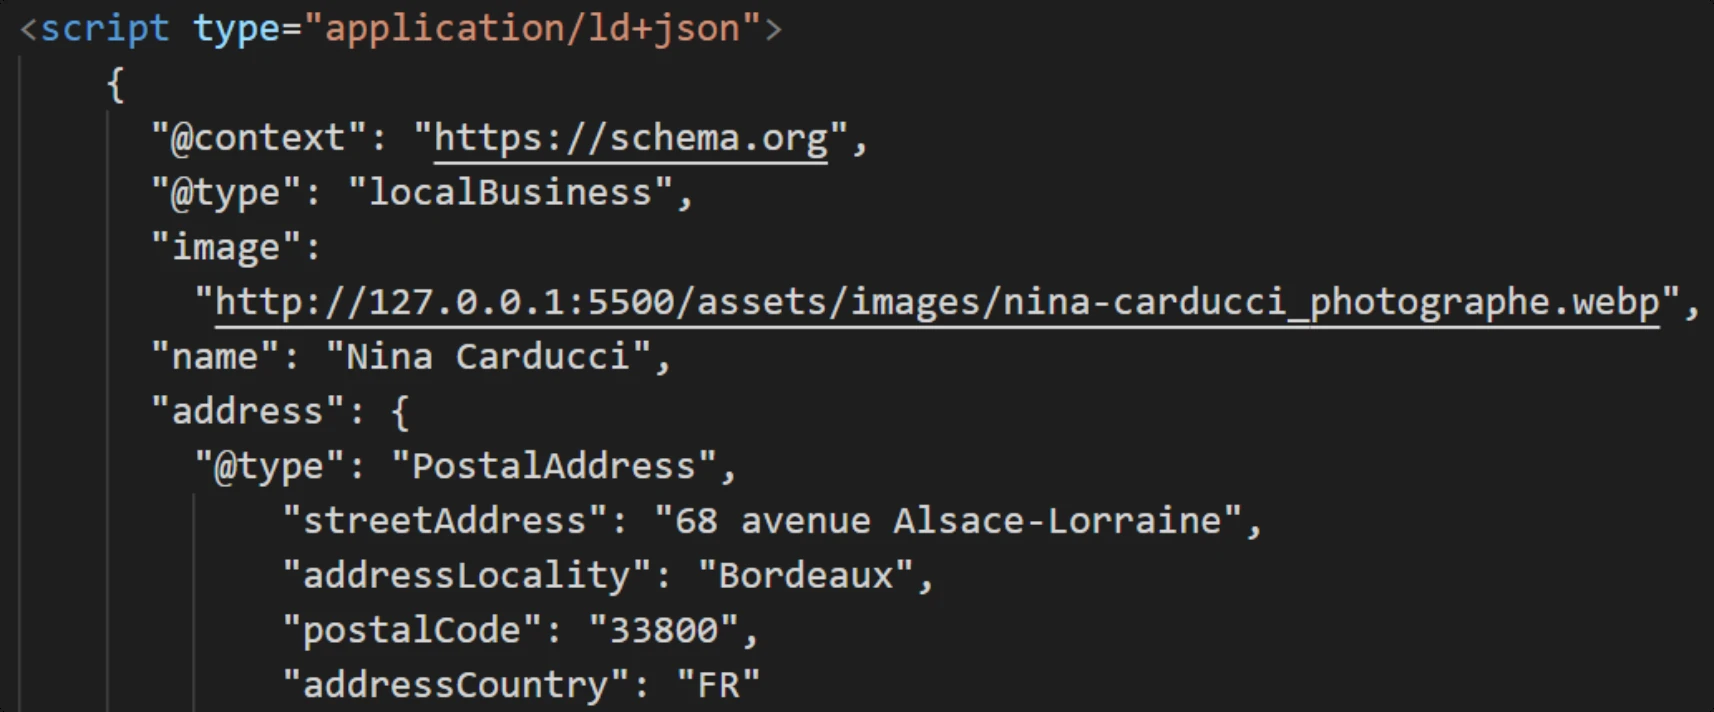 <script type="application/ld+json">
{
"@context": "https://schema.org",
"@type": "localBusiness",
"image":
"http://127.0.0.1:5500/assets/images/nina-carducci_photographe.webp",
"name": "Nina Carducci",
"address": {
"@type": "PostalAddress",
"streetAddress": "68 avenue Alsace-Lorraine",
"addressLocality": "Bordeaux",
"postalCode": "33800",
"addressCountry": "FR"